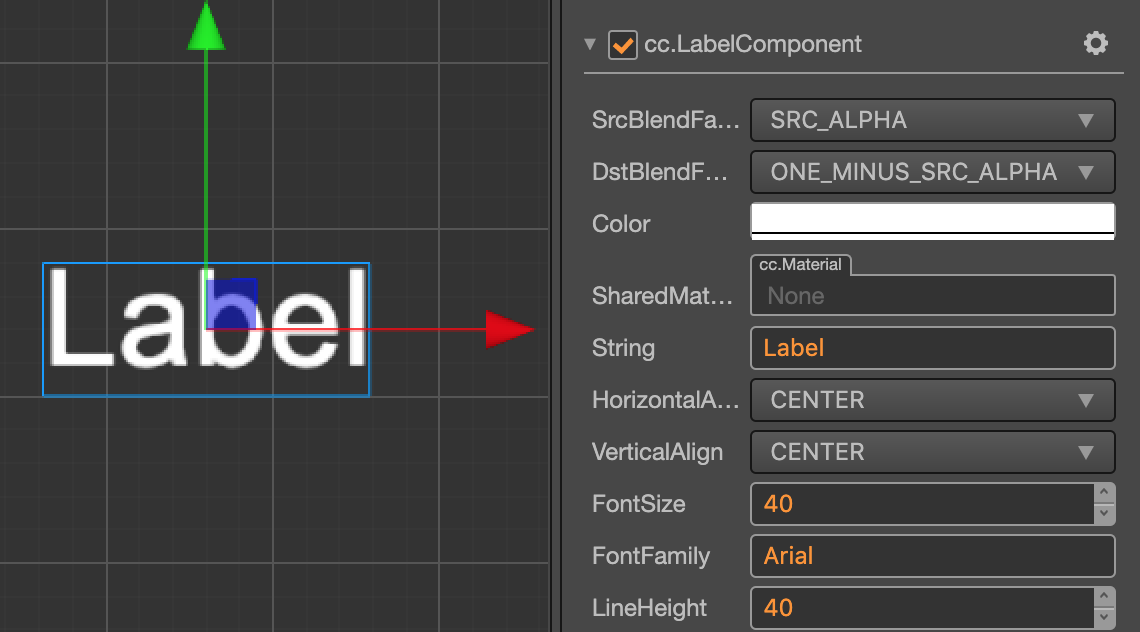 Label
cc.LabelComponent
SrcBlendFa... SRC_ALPHA
DstBlendF... ONE_MINUS_SRC_ALPHA
Color
cc.Material
SharedMat... None
String Label
HorizontalA... CENTER
VerticalAlign CENTER
FontSize 40
FontFamily Arial
LineHeight 40